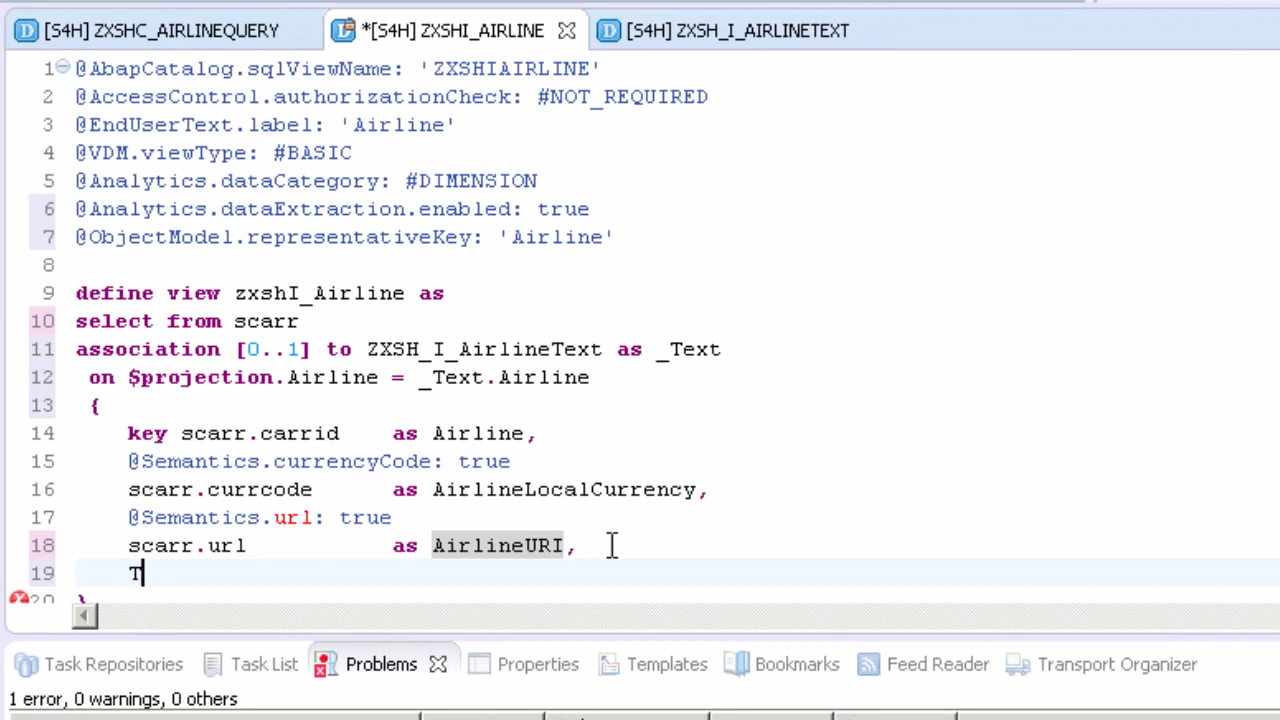 [S4H] ZXSHC_AIRLINEQUERY *[S4H] ZXSHI_AIRLINE [S4H] ZXSH_I_AIRLINETEXT
1 @AbapCatalog.sqlViewName: 'ZXSHIAIRLINE'
2 @AccessControl.authorizationCheck: #NOT_REQUIRED
3 @EndUserText.label: 'Airline'
4 @VDM.viewType: #BASIC
5 @Analytics.dataCategory: #DIMENSION
6 @Analytics.dataExtraction.enabled: true
7 @ObjectModel.representativeKey: 'Airline'
8
9 define view zxshI_Airline as
10 select from scarr
11 association [0..1] to ZXSH_I_AirlineText as _Text
12 on $projection.Airline = _Text.Airline
13 {
14 key scarr.carrid as Airline,
15 @Semantics.currencyCode: true
16 scarr.currcode as AirlineLocalCurrency,
17 @Semantics.url: true
18 scarr.url as AirlineURI,
19 T
20 }
Task Repositories Task List Problems Properties Templates Bookmarks Feed Reader Transport Organizer
1 error, 0 warnings, 0 others